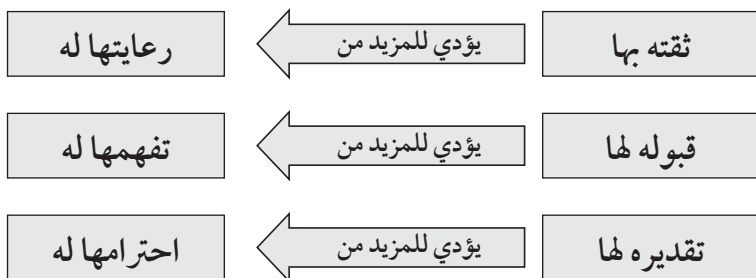 ثقته بها يؤدي للمزيد من رعايتها له
قبوله لها يؤدي للمزيد من تفهمها له
تقديره لها يؤدي للمزيد من احترامها له